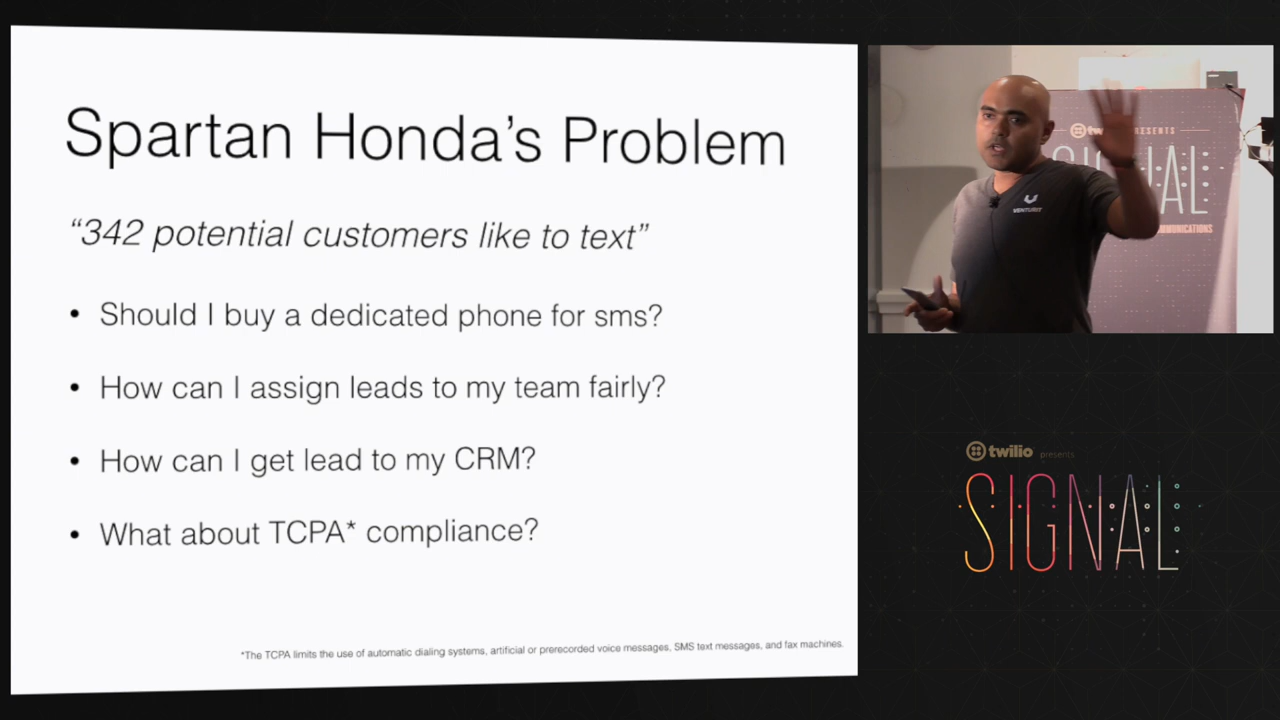 Spartan Honda's Problem
“342 potential customers like to text”
• Should I buy a dedicated phone for sms?
• How can I assign leads to my team fairly?
• How can I get lead to my CRM?
• What about TCPA* compliance?
*The TCPA limits the use of automatic dialing systems, artificial or prerecorded voice messages, SMS text messages, and fax machines.
PRESENTS
SIGNAL
VENTURIT
twilio presents
SIGNAL